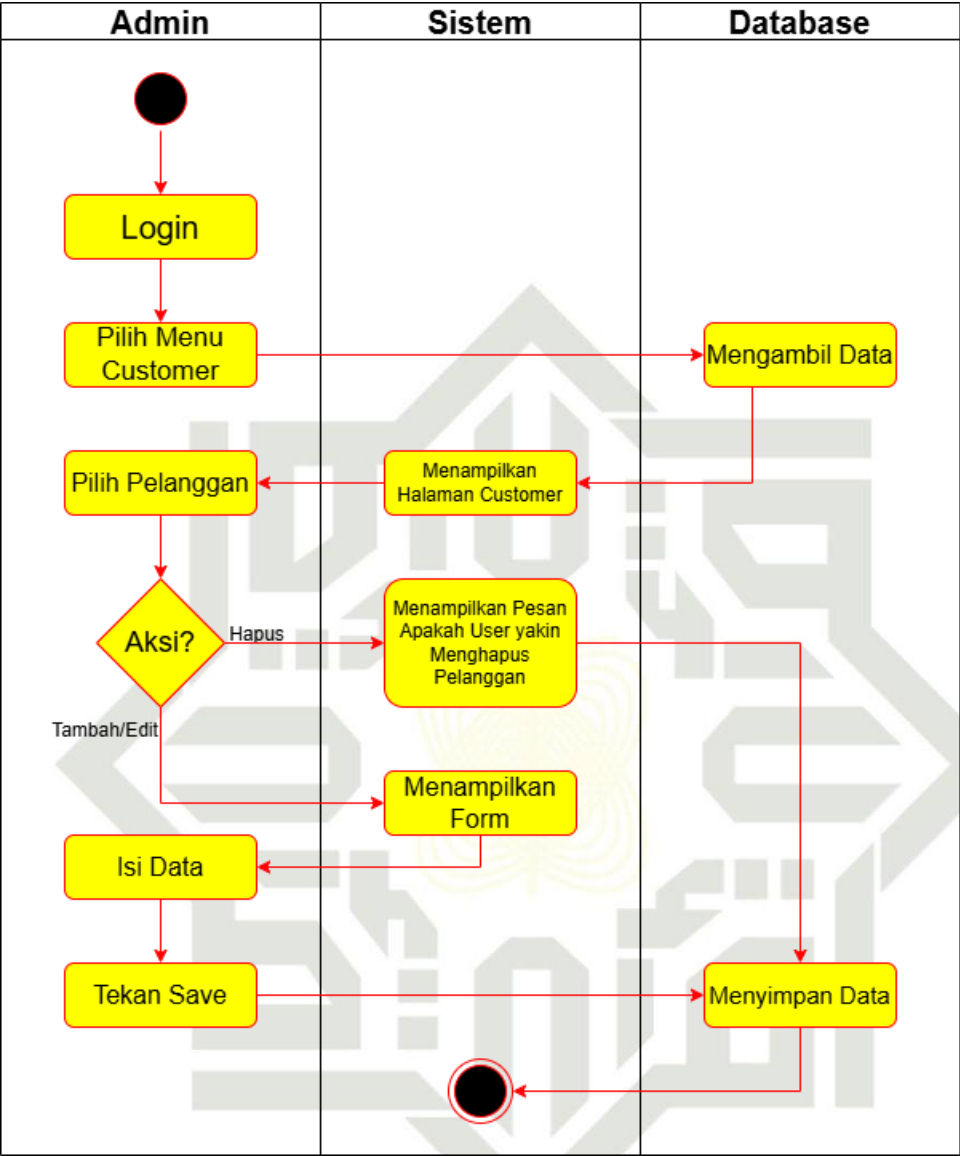 Admin
Sistem
Database
Login
Pilih Menu
Customer
Mengambil Data
Pilih Pelanggan
Menampilkan
Halaman Customer
Aksi?
Hapus
Menampilkan Pesan
Apakah User yakin
Menghapus
Pelanggan
Tambah/Edit
Menampilkan
Form
Isi Data
Tekan Save
Menyimpan Data